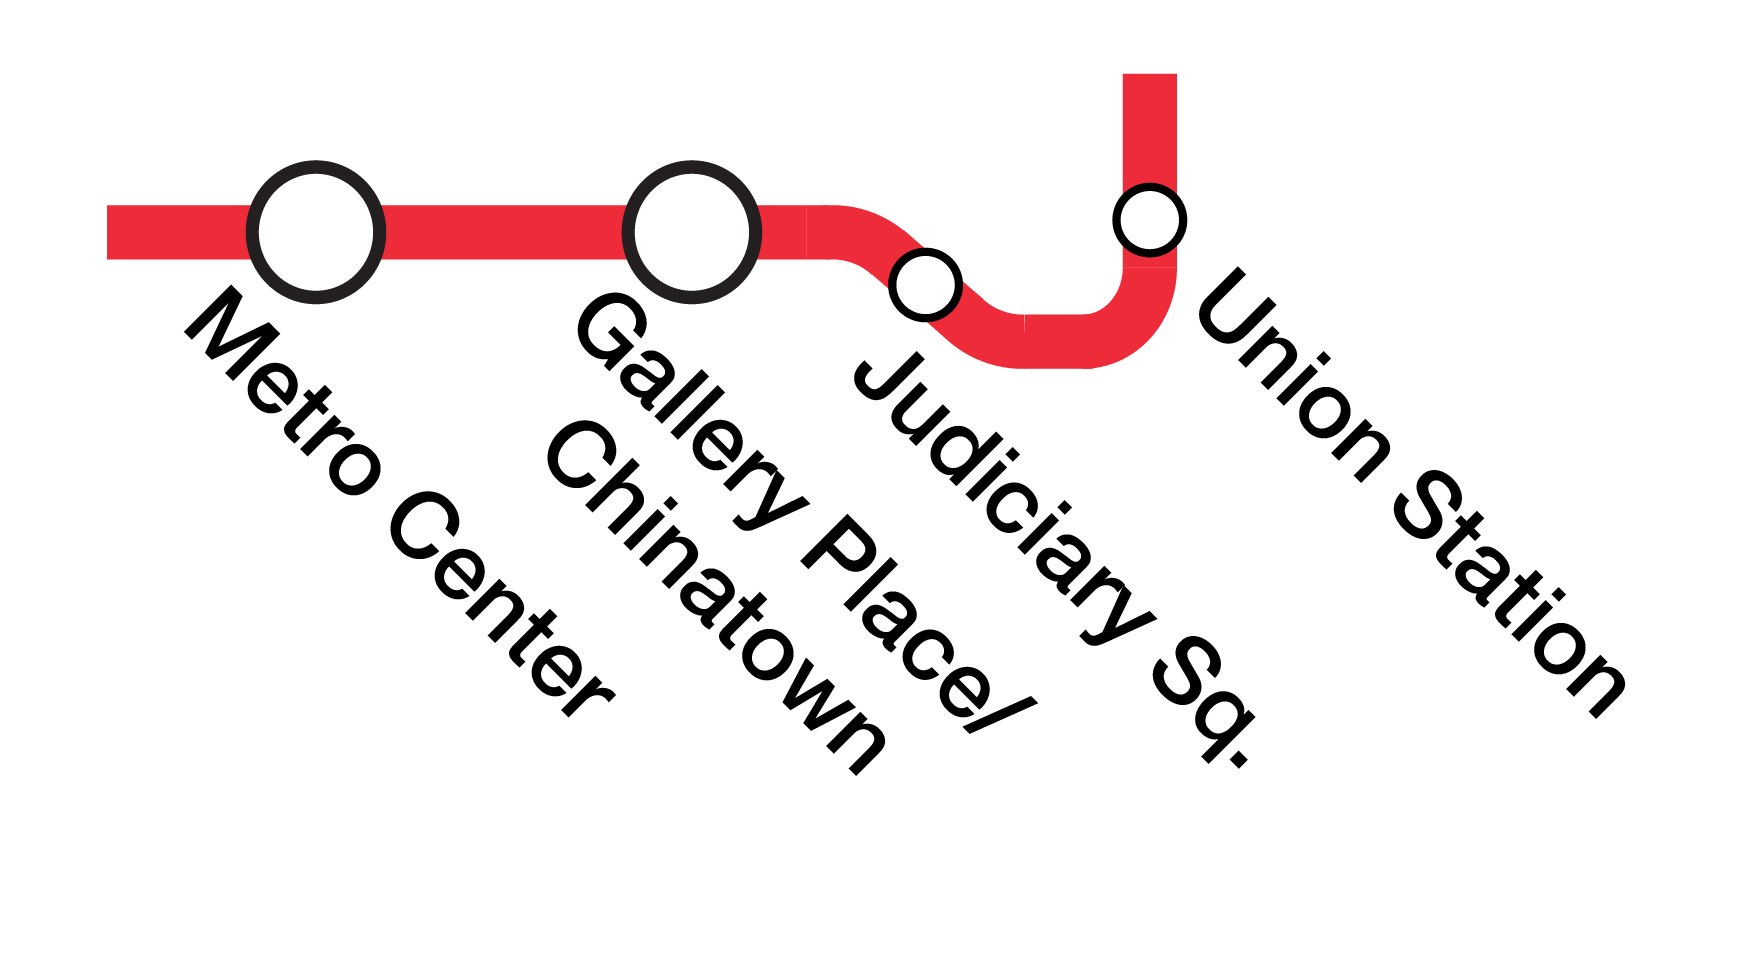 Metro Center
Gallery Place/
Chinatown
Judiciary Sq.
Union Station